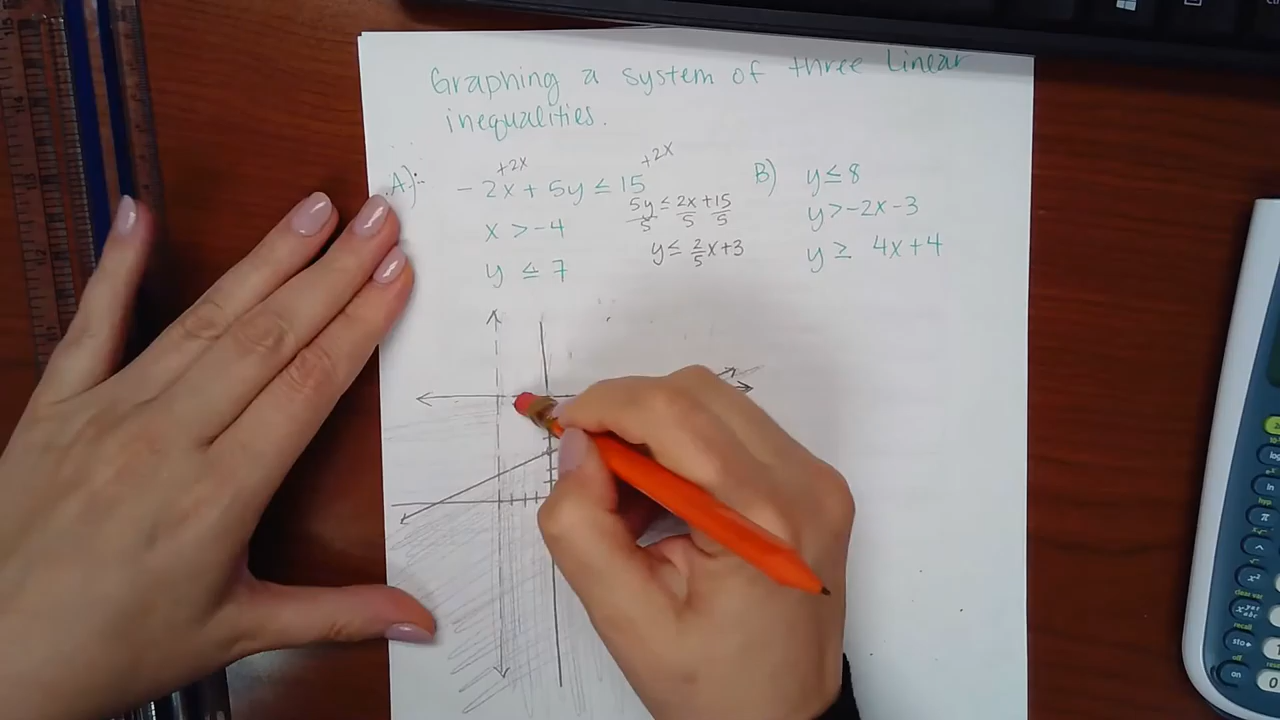 Graphing a system of three linear
inequalities.
A)
+2x +2x
-2x + 5y ≤ 15
x > -4
y ≤ 7
5y/5 ≤ 2x/5 + 15/5
y ≤ 2/5 x + 3
B) y ≤ 8
y > -2x - 3
y ≥ 4x + 4